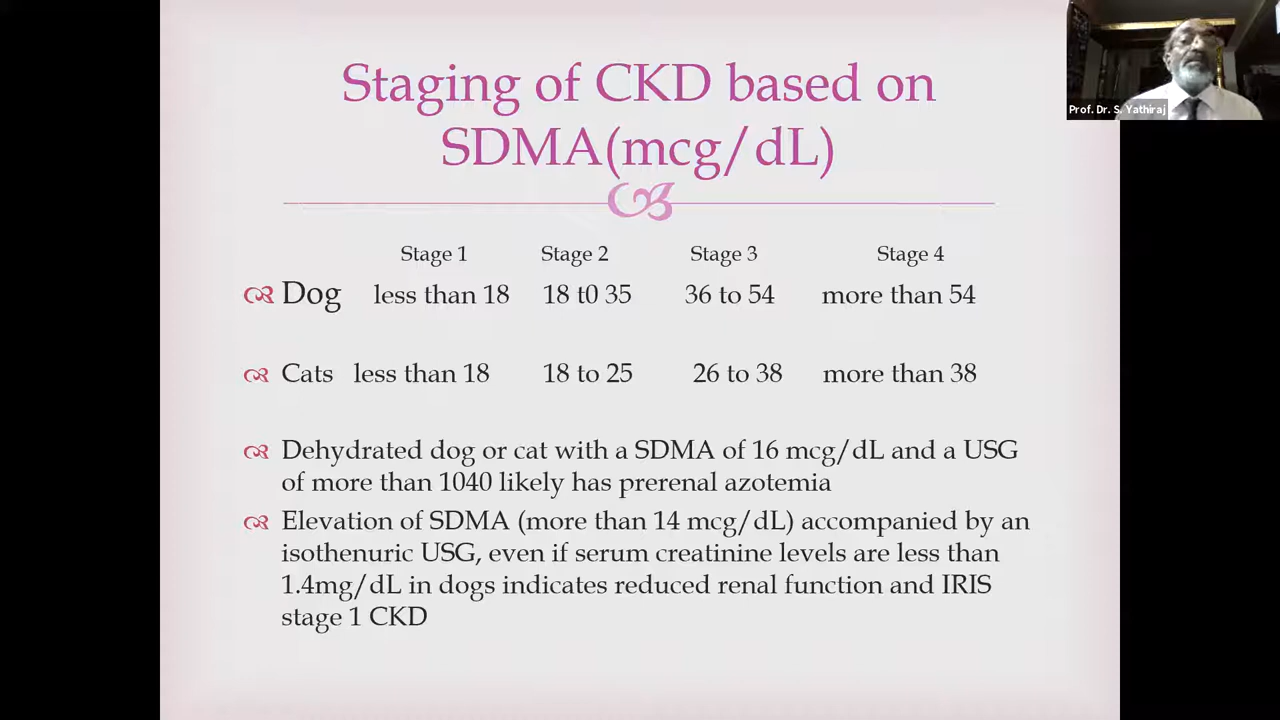 Staging of CKD based on
SDMA(mcg/dL)
Stage 1 Stage 2 Stage 3 Stage 4
Dog less than 18 18 t0 35 36 to 54 more than 54
Cats less than 18 18 to 25 26 to 38 more than 38
Dehydrated dog or cat with a SDMA of 16 mcg/dL and a USG
of more than 1040 likely has prerenal azotemia
Elevation of SDMA (more than 14 mcg/dL) accompanied by an
isothenuric USG, even if serum creatinine levels are less than
1.4mg/dL in dogs indicates reduced renal function and IRIS
stage 1 CKD
Prof. Dr. S. Yathiraj